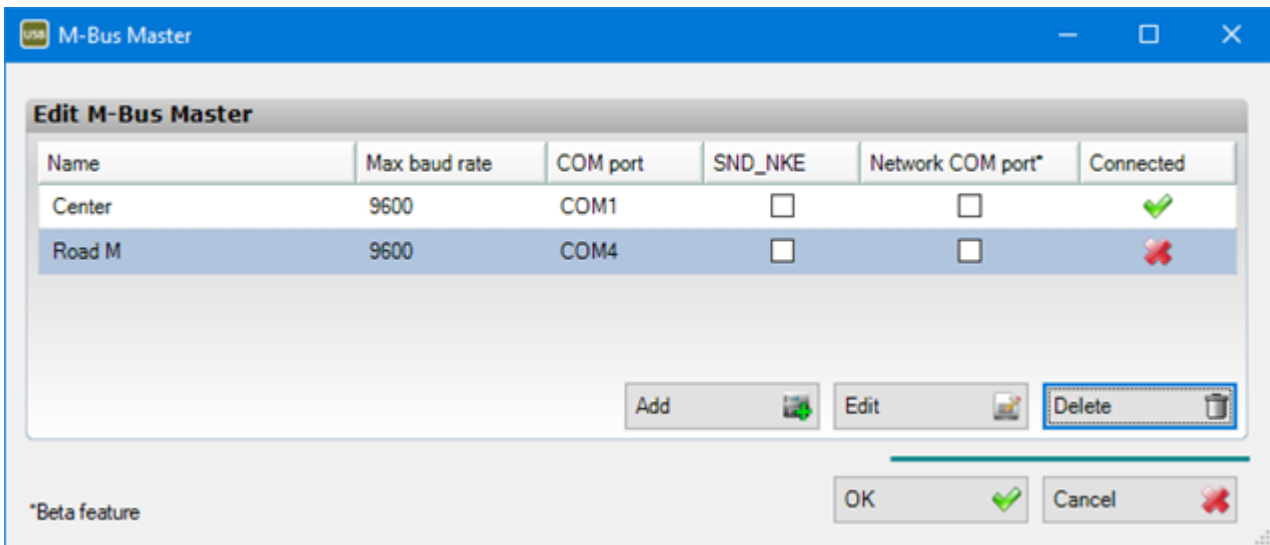 USB M-Bus Master
Edit M-Bus Master
Name Max baud rate COM port SND_NKE Network COM port* Connected
Center 9600 COM1
Road M 9600 COM4
Add Edit Delete
OK Cancel
*Beta feature